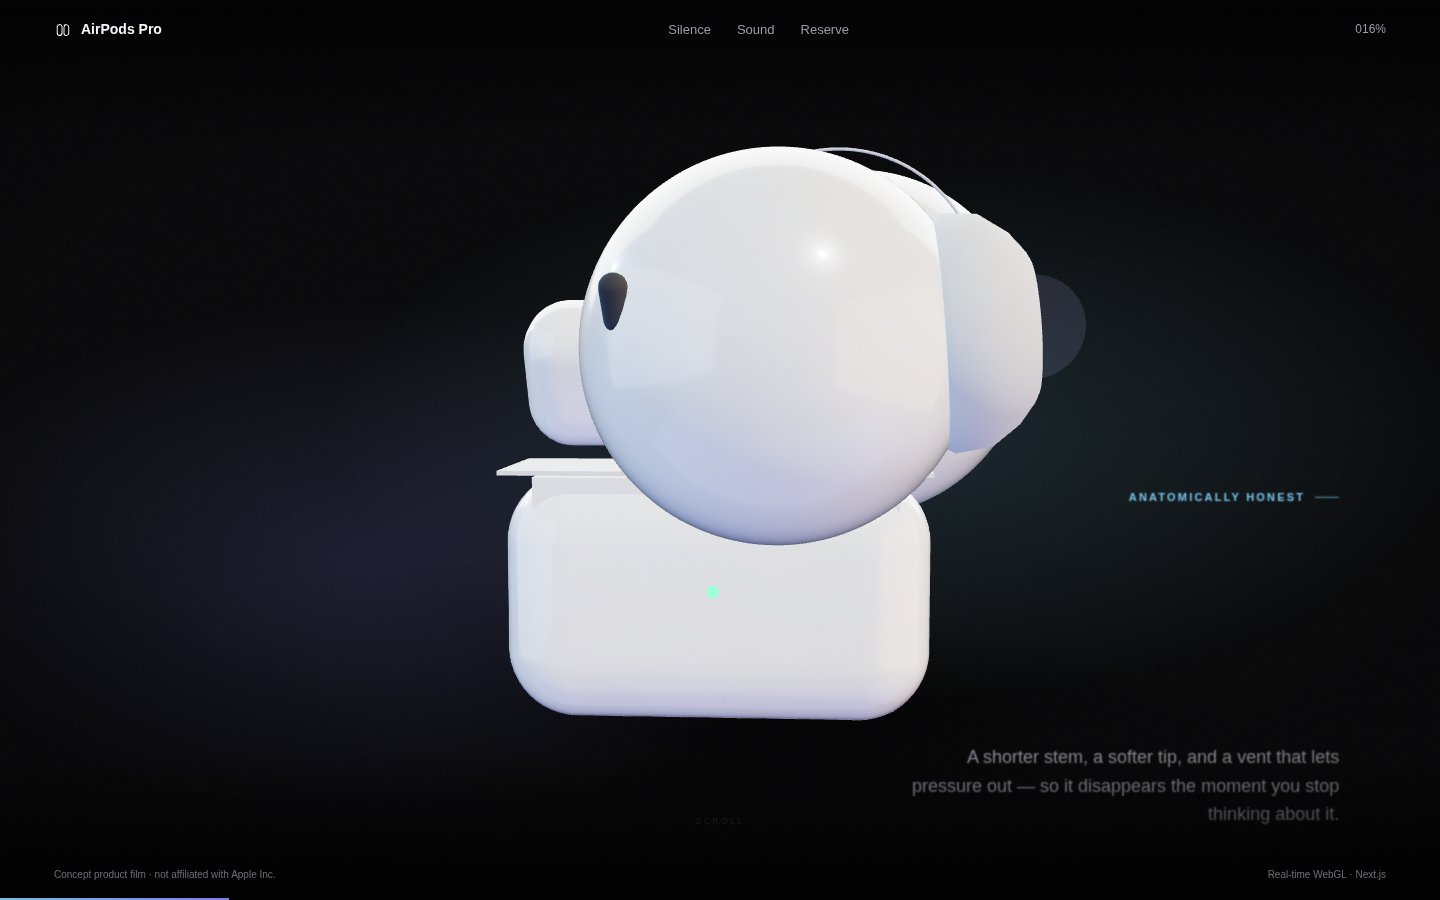 AirPods Pro
Silence
Sound
Reserve
016%
ANATOMICALLY HONEST
A shorter stem, a softer tip, and a vent that lets
pressure out — so it disappears the moment you stop
thinking about it.
SCROLL
Concept product film · not affiliated with Apple Inc.
Real-time WebGL · Next.js